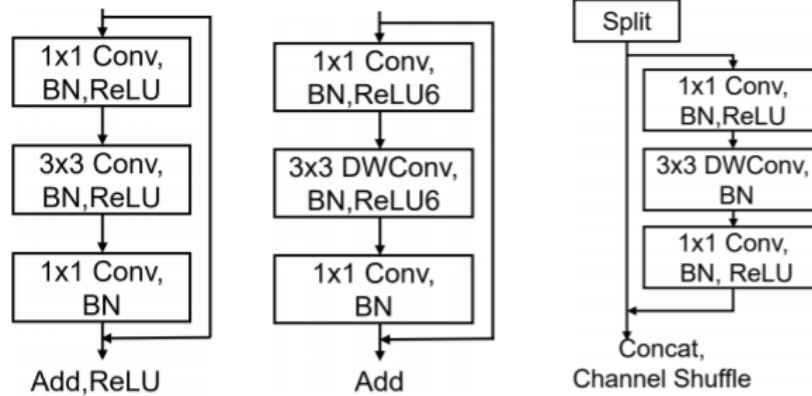 1x1 Conv,
BN,ReLU
3x3 Conv,
BN,ReLU
1x1 Conv,
BN
Add,ReLU
1x1 Conv,
BN,ReLU6
3x3 DWConv,
BN,ReLU6
1x1 Conv,
BN
Add
Split
1x1 Conv,
BN,ReLU
3x3 DWConv,
BN
1x1 Conv,
BN, ReLU
Concat,
Channel Shuffle